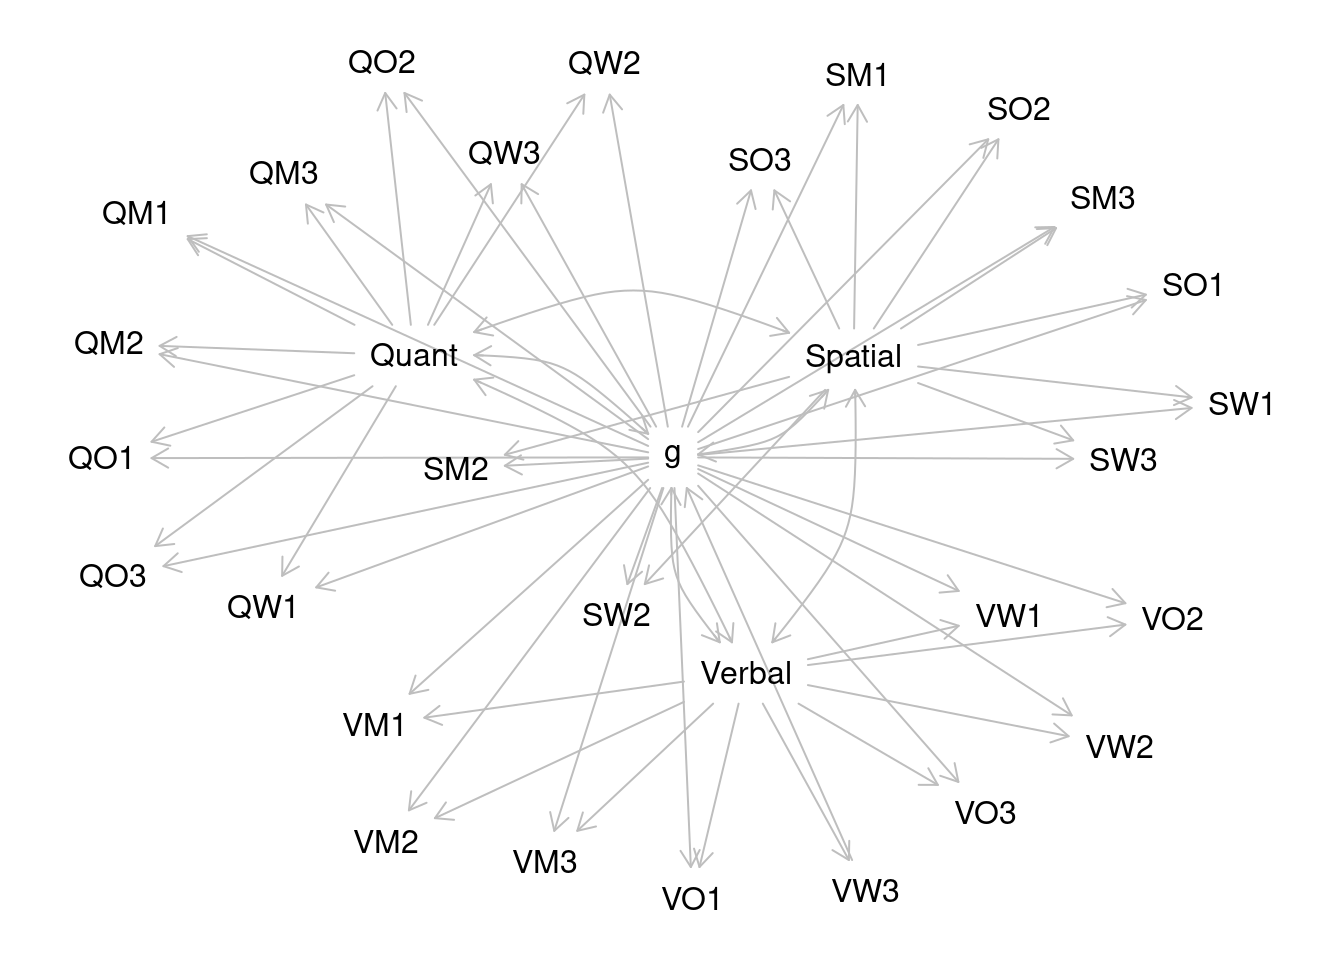 QO2
QW2
SM1
SO2
QW3
SO3
QM3
SM3
QM1
SO1
QM2
Quant
Spatial
SW1
g
QO1
SM2
SW3
QO3
QW1
SW2
VW1
VO2
Verbal
VM1
VW2
VO3
VM2
VM3
VW3
VO1